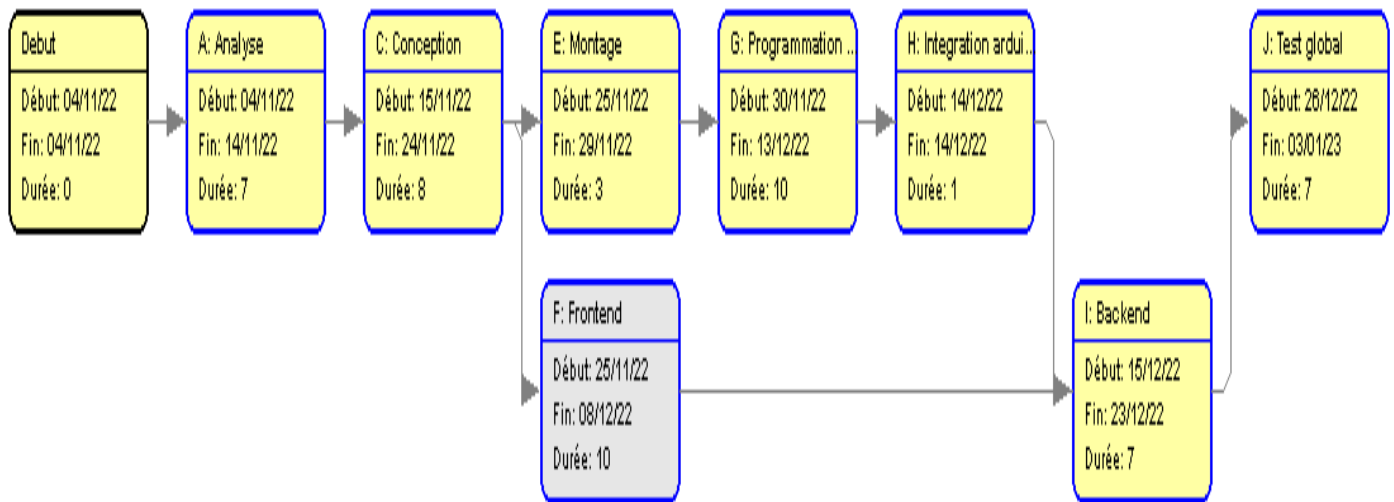 Debut
Début: 04/11/22
Fin: 04/11/22
Durée: 0
A: Analyse
Début: 04/11/22
Fin: 14/11/22
Durée: 7
C: Conception
Début: 15/11/22
Fin: 24/11/22
Durée: 8
E: Montage
Début: 25/11/22
Fin: 29/11/22
Durée: 3
G: Programmation ...
Début: 30/11/22
Fin: 13/12/22
Durée: 10
H: Integration ardui...
Début: 14/12/22
Fin: 14/12/22
Durée: 1
J: Test global
Début: 26/12/22
Fin: 03/01/23
Durée: 7
F: Frontend
Début: 25/11/22
Fin: 08/12/22
Durée: 10
I: Backend
Début: 15/12/22
Fin: 23/12/22
Durée: 7